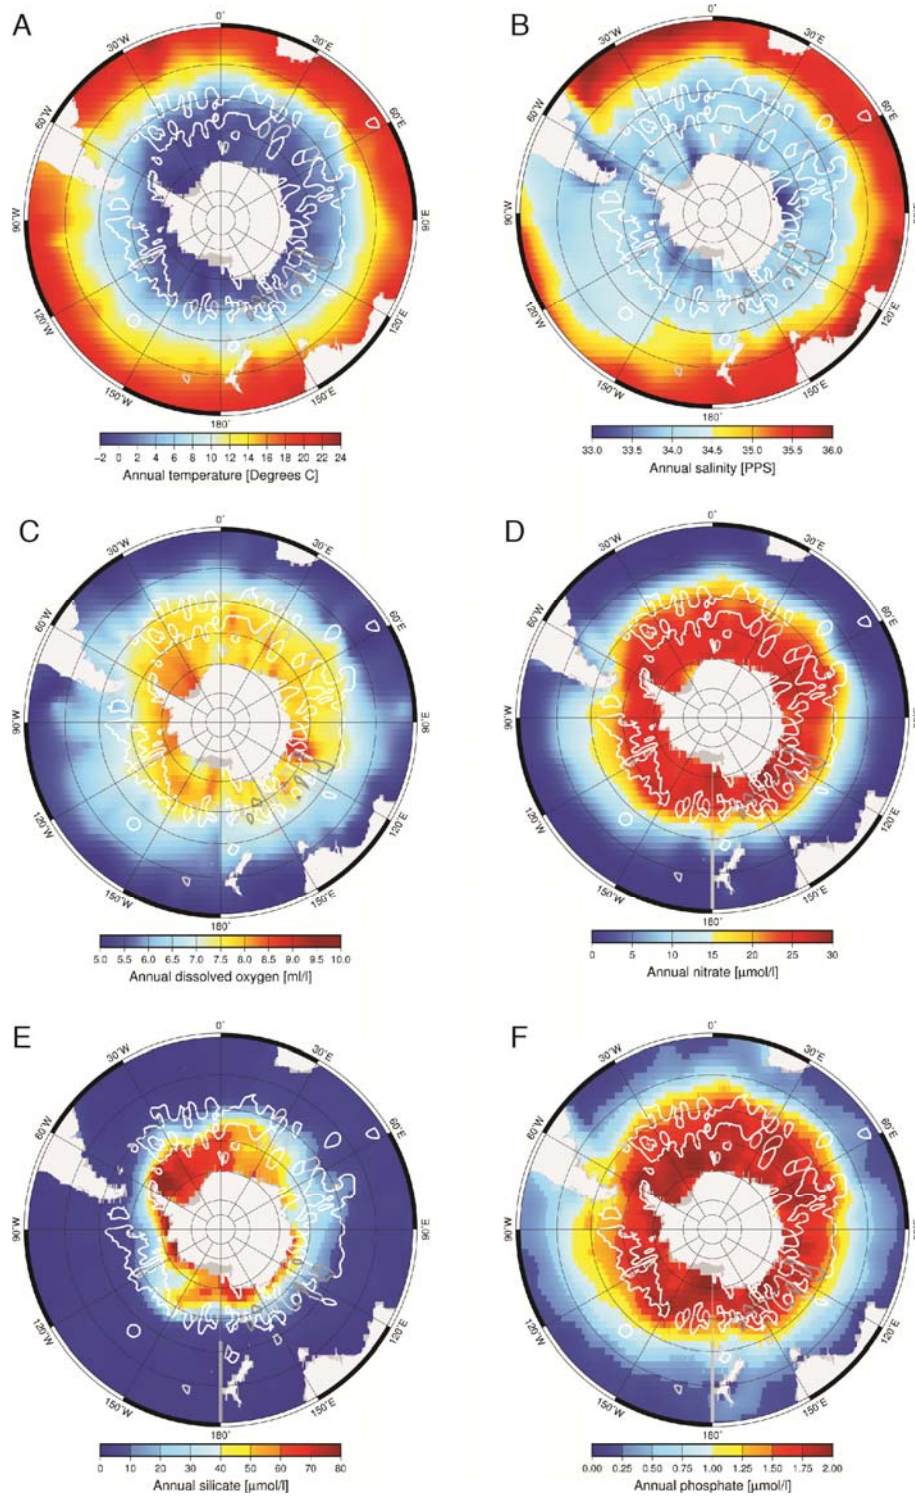 A
0°
30°W
30°E
60°W
60°E
90°W
90°E
120°W
120°E
150°W
150°E
180°
−2 0 2 4 6 8 10 12 14 16 18 20 22 24
Annual temperature [Degrees C]
B
0°
30°W
30°E
60°W
60°E
90°W
90°E
120°W
120°E
150°W
150°E
180°
33.0 33.5 34.0 34.5 35.0 35.5 36.0
Annual salinity [PPS]
C
0°
30°W
30°E
60°W
60°E
90°W
90°E
120°W
120°E
150°W
150°E
180°
5.0 5.5 6.0 6.5 7.0 7.5 8.0 8.5 9.0 9.5 10.0
Annual dissolved oxygen [ml/l]
D
0°
30°W
30°E
60°W
60°E
90°W
90°E
120°W
120°E
150°W
150°E
180°
0 5 10 15 20 25 30
Annual nitrate [μmol/l]
E
0°
30°W
30°E
60°W
60°E
90°W
90°E
120°W
120°E
150°W
150°E
180°
0 10 20 30 40 50 60 70 80
Annual silicate [μmol/l]
F
0°
30°W
30°E
60°W
60°E
90°W
90°E
120°W
120°E
150°W
150°E
180°
0.00 0.25 0.50 0.75 1.00 1.25 1.50 1.75 2.00
Annual phosphate [μmol/l]